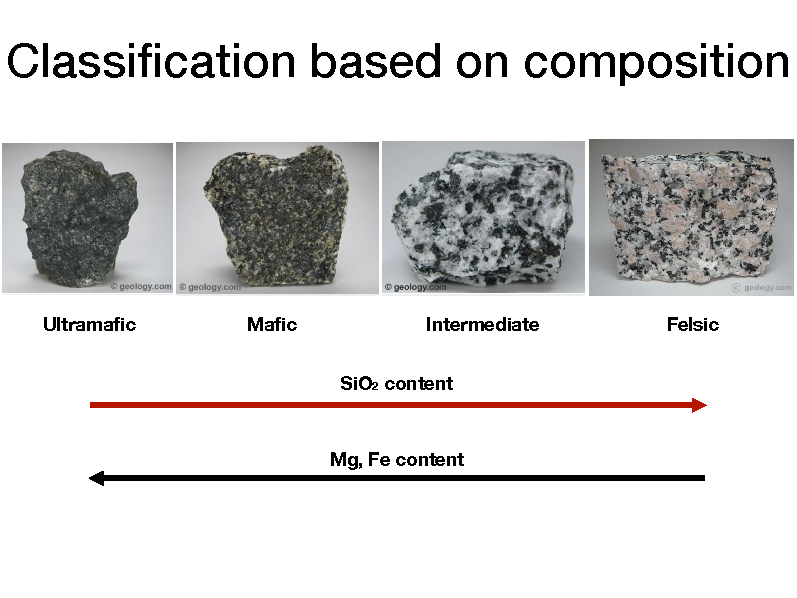 Classification based on composition
© geology.com
© geology.com
© geology.com
© geology.com
Ultramafic
Mafic
Intermediate
Felsic
SiO₂ content
Mg, Fe content